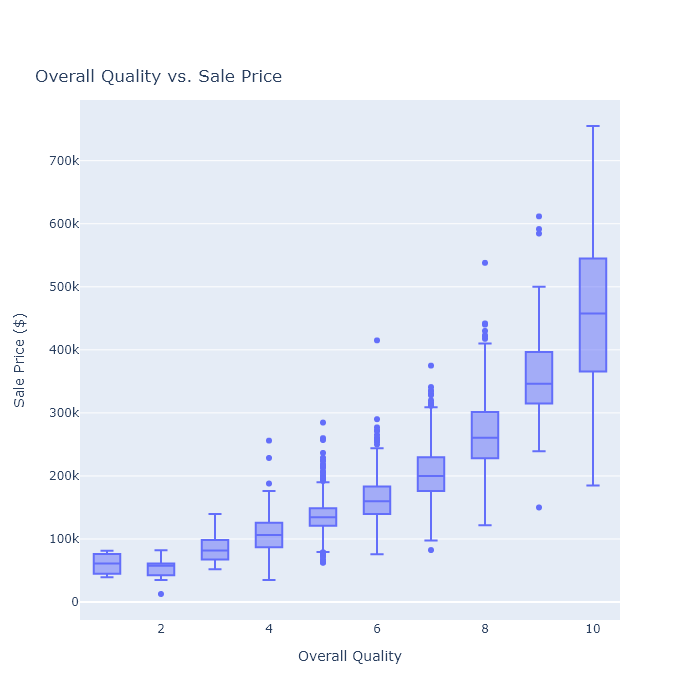 Overall Quality vs. Sale Price
700k
600k
500k
400k
300k
200k
100k
0
Sale Price ($)
2 4 6 8 10
Overall Quality